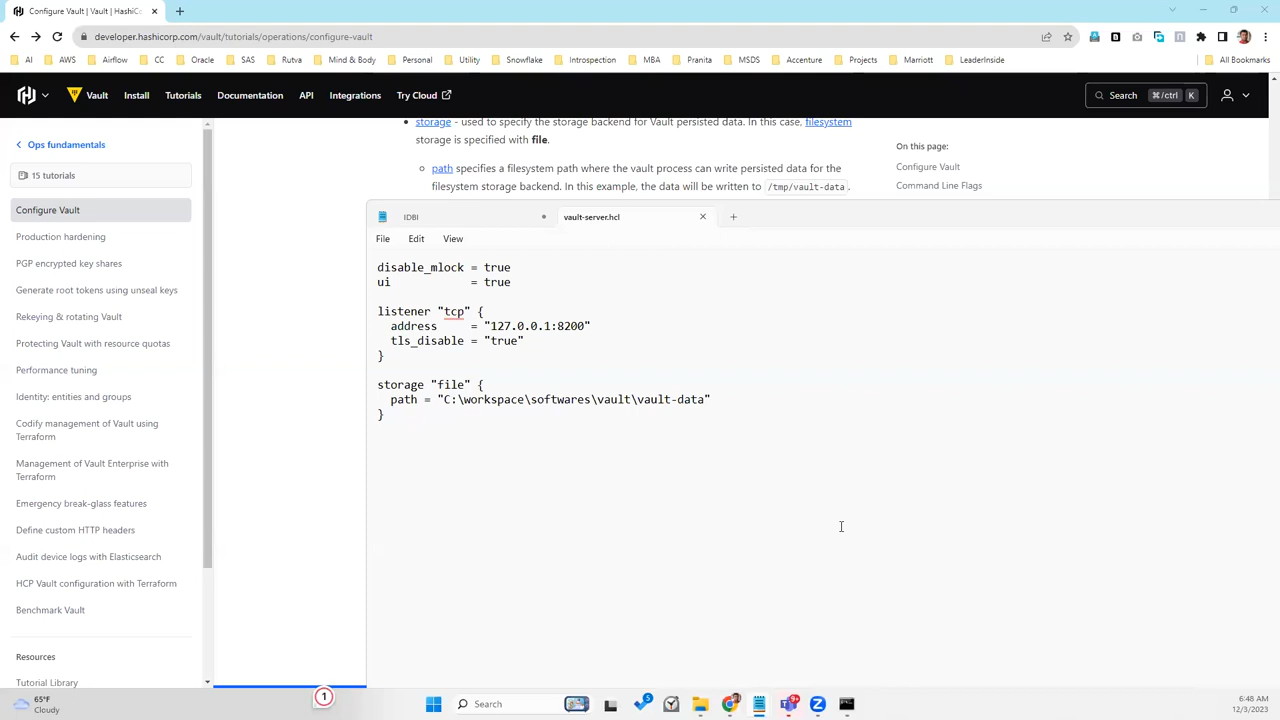 Configure Vault | Vault | HashiC
developer.hashicorp.com/vault/tutorials/operations/configure-vault
AI AWS Airflow CC Oracle SAS Rutva Mind & Body Personal Utility Snowflake Introspection MBA Pranita MSDS Accenture Projects Marriott LeaderInside All Bookmarks
Vault Install Tutorials Documentation API Integrations Try Cloud Search ⌘/ctrl K
Ops fundamentals
15 tutorials
Configure Vault
Production hardening
PGP encrypted key shares
Generate root tokens using unseal keys
Rekeying & rotating Vault
Protecting Vault with resource quotas
Performance tuning
Identity: entities and groups
Codify management of Vault using
Terraform
Management of Vault Enterprise with
Terraform
Emergency break-glass features
Define custom HTTP headers
Audit device logs with Elasticsearch
HCP Vault configuration with Terraform
Benchmark Vault
Resources
Tutorial Library
storage - used to specify the storage backend for Vault persisted data. In this case, filesystem
storage is specified with file.
path specifies a filesystem path where the vault process can write persisted data for the
filesystem storage backend. In this example, the data will be written to /tmp/vault-data.
On this page:
Configure Vault
Command Line Flags
IDBI vault-server.hcl
File Edit View
disable_mlock = true
ui = true
listener "tcp" {
address = "127.0.0.1:8200"
tls_disable = "true"
}
storage "file" {
path = "C:\workspace\softwares\vault\vault-data"
}
1
65°F
Cloudy
Search
5
9+
6:48 AM
12/3/2023